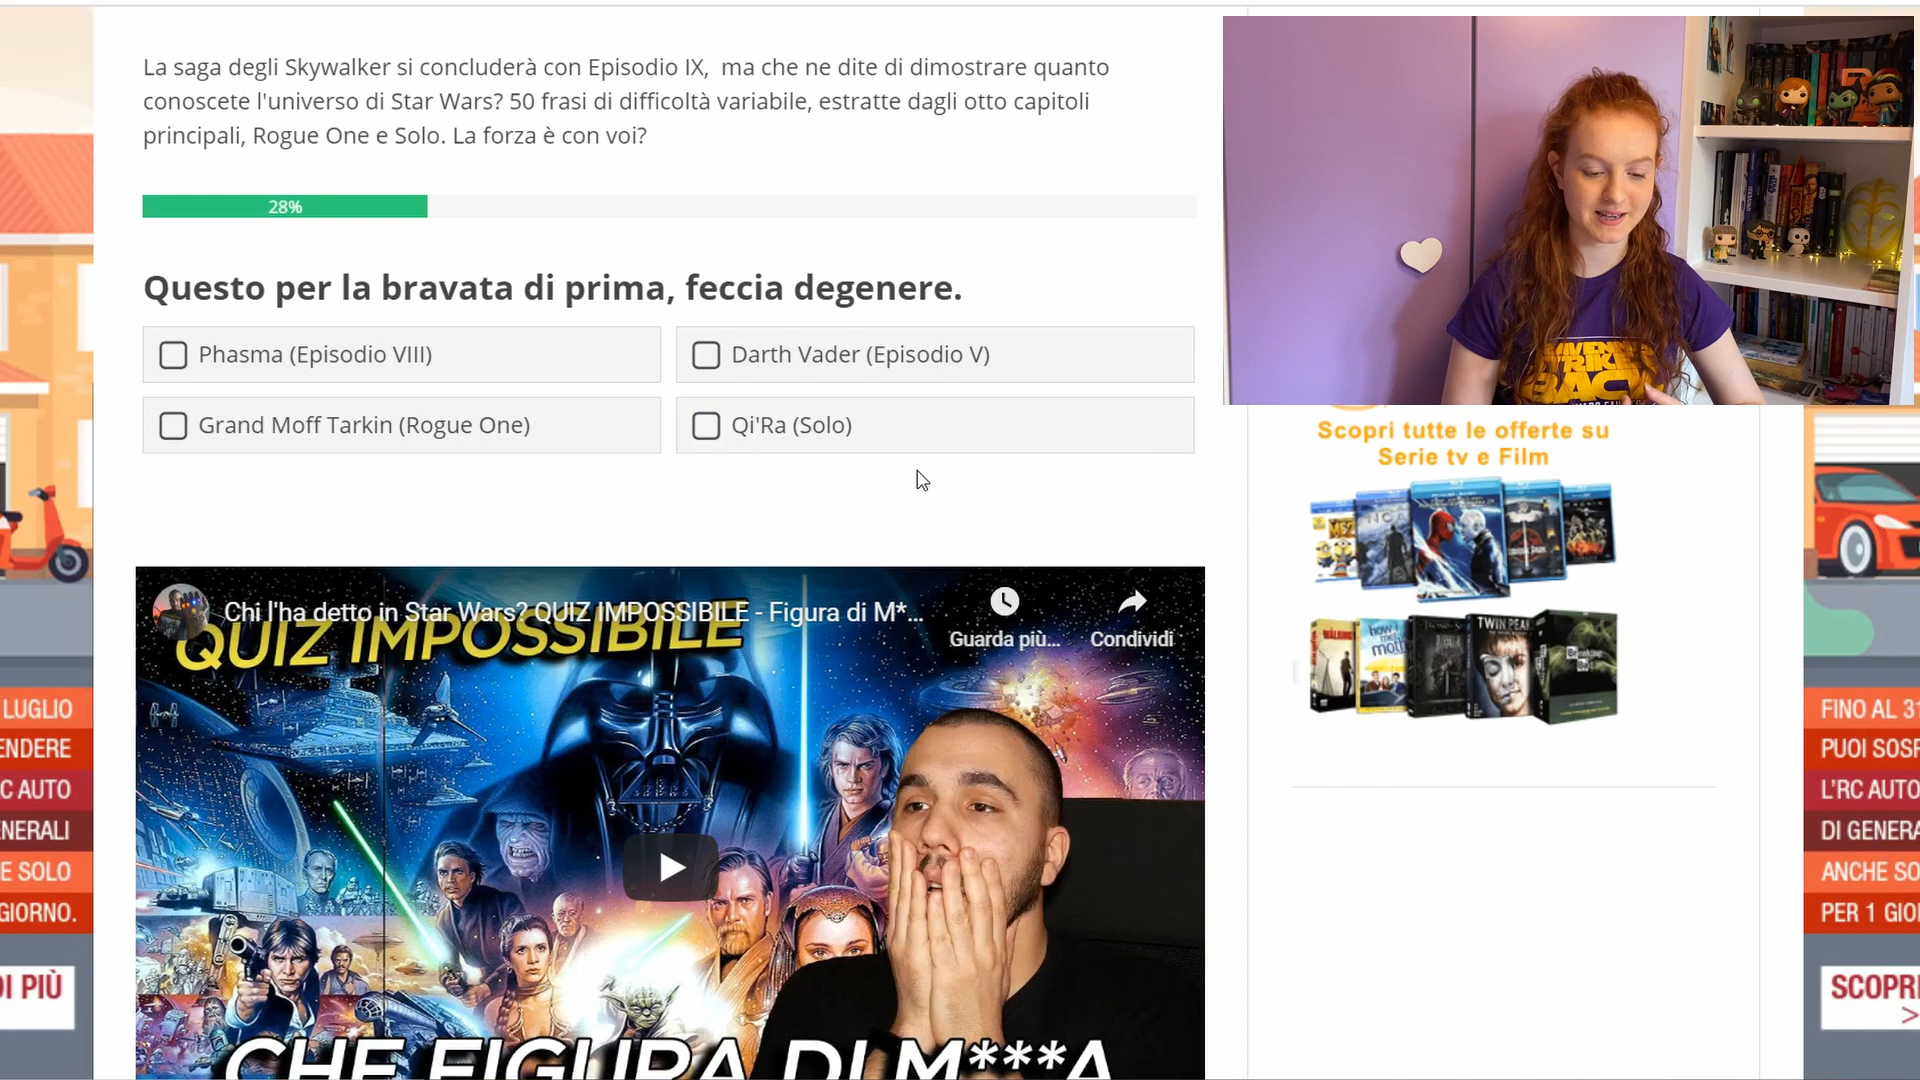 La saga degli Skywalker si concluderà con Episodio IX,  ma che ne dite di dimostrare quanto
conoscete l'universo di Star Wars? 50 frasi di difficoltà variabile, estratte dagli otto capitoli
principali, Rogue One e Solo. La forza è con voi?
28%
Questo per la bravata di prima, feccia degenere.
Phasma (Episodio VIII)
Darth Vader (Episodio V)
Grand Moff Tarkin (Rogue One)
Qi'Ra (Solo)
Scopri tutte le offerte su
Serie tv e Film
TWIN PEAK
Chi l'ha detto in Star Wars? QUIZ IMPOSSIBILE - Figura di M*...
Guarda più...
Condividi
QUIZ IMPOSSIBILE
CHE FIGURA DI M***A
LUGLIO
ENDERE
C AUTO
ENERALI
E SOLO
GIORNO.
DI PIÙ
FINO AL 31
PUOI SOSP
L'RC AUTO
DI GENERA
ANCHE SO
PER 1 GIO
SCOPRI
>